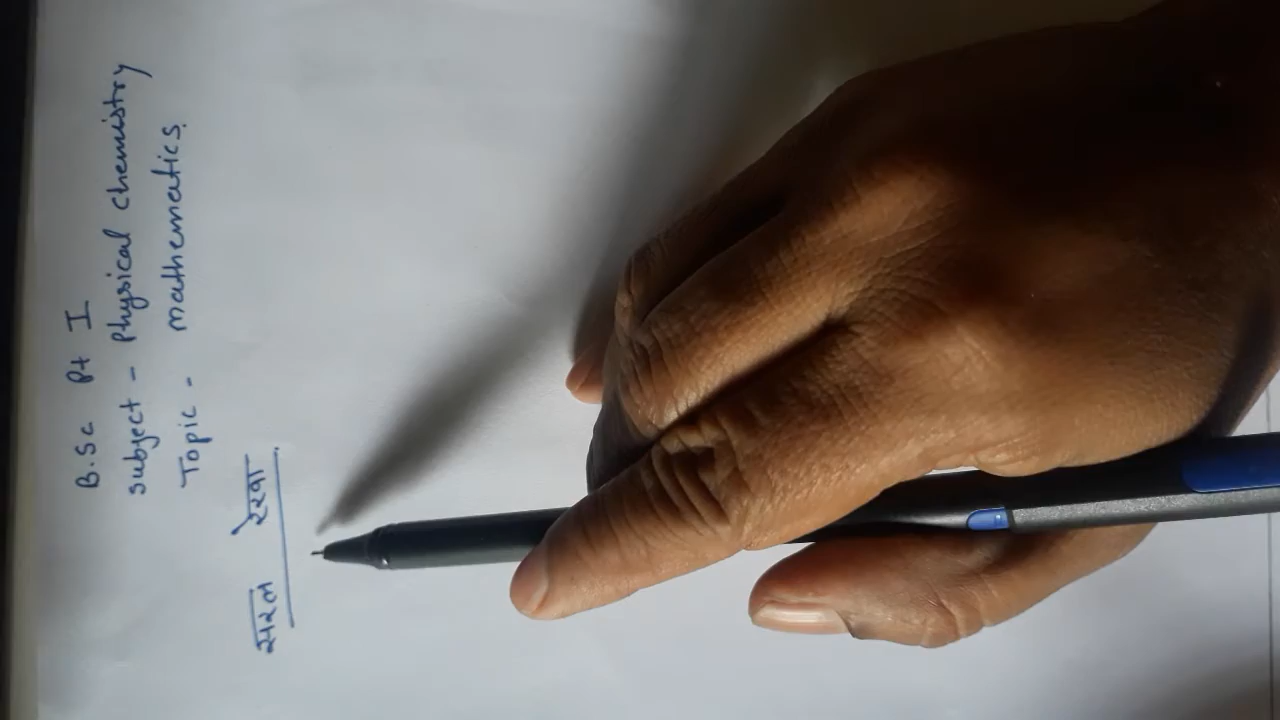 B.Sc Pt I
Subject - Physical chemistry
Topic - mathematics.
सरल रेखा